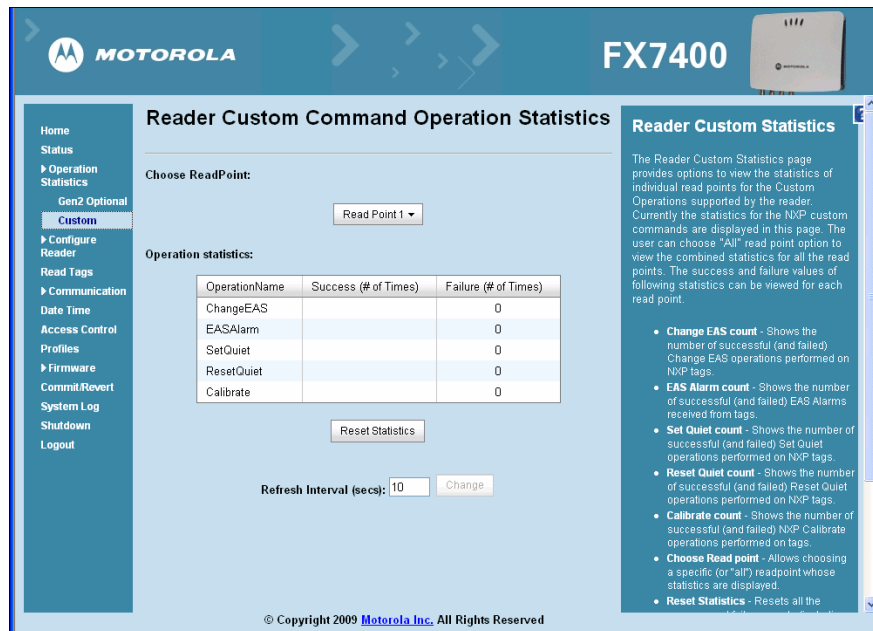 MOTOROLA
FX7400
MOTOROLA
Home
Status
Operation
Statistics
Gen2 Optional
Custom
Configure
Reader
Read Tags
Communication
Date Time
Access Control
Profiles
Firmware
Commit/Revert
System Log
Shutdown
Logout
Reader Custom Command Operation Statistics
Choose ReadPoint:
Read Point 1
Operation statistics:
OperationName Success (# of Times) Failure (# of Times)
ChangeEAS 0
EASAlarm 0
SetQuiet 0
ResetQuiet 0
Calibrate 0
Reset Statistics
Refresh Interval (secs): 10 Change
Reader Custom Statistics
?
The Reader Custom Statistics page
provides options to view the statistics of
individual read points for the Custom
Operations supported by the reader.
Currently the statistics for the NXP custom
commands are displayed in this page. The
user can choose "All" read point option to
view the combined statistics for all the read
points. The success and failure values of
following statistics can be viewed for each
read point.
• Change EAS count - Shows the
number of successful (and failed)
Change EAS operations performed on
NXP tags.
• EAS Alarm count - Shows the number
of successful (and failed) EAS Alarms
received from tags.
• Set Quiet count - Shows the number of
successful (and failed) Set Quiet
operations performed on NXP tags.
• Reset Quiet count - Shows the number
of successful (and failed) Reset Quiet
operations performed on NXP tags.
• Calibrate count - Shows the number of
successful (and failed) NXP Calibrate
operations performed on tags.
• Choose Read point - Allows choosing
a specific (or "all") readpoint whose
statistics are displayed.
• Reset Statistics - Resets all the
© Copyright 2009 Motorola Inc. All Rights Reserved